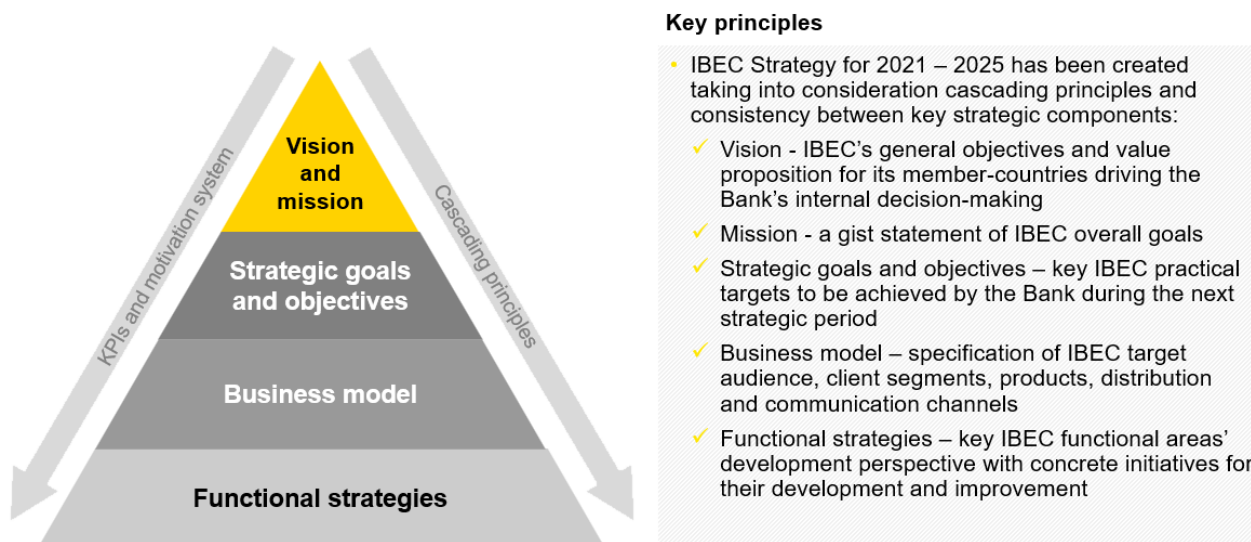 KPIs and motivation system
Vision
and
mission
Strategic goals
and objectives
Business model
Functional strategies
Cascading principles
Key principles
• IBEC Strategy for 2021 – 2025 has been created
taking into consideration cascading principles and
consistency between key strategic components:
✓ Vision - IBEC’s general objectives and value
proposition for its member-countries driving the
Bank’s internal decision-making
✓ Mission - a gist statement of IBEC overall goals
✓ Strategic goals and objectives – key IBEC practical
targets to be achieved by the Bank during the next
strategic period
✓ Business model – specification of IBEC target
audience, client segments, products, distribution
and communication channels
✓ Functional strategies – key IBEC functional areas’
development perspective with concrete initiatives for
their development and improvement